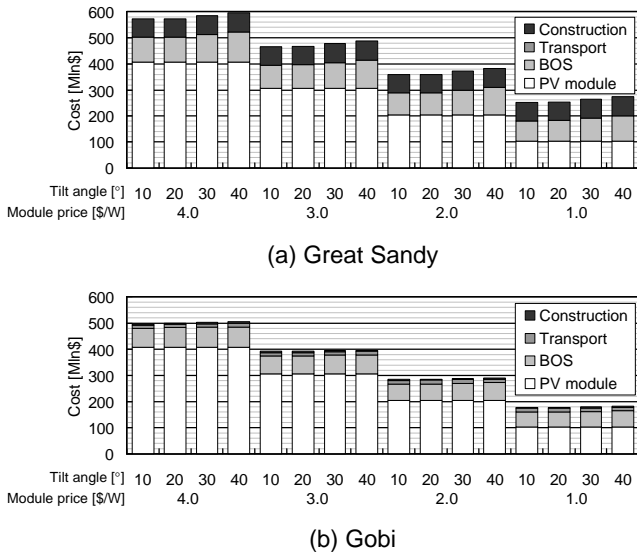 600
500
400
300
200
100
0
Cost [Mln$]
Construction
Transport
BOS
PV module
Tilt angle [°] 10 20 30 40 10 20 30 40 10 20 30 40 10 20 30 40
Module price [$/W] 4.0 3.0 2.0 1.0
(a) Great Sandy
600
500
400
300
200
100
0
Cost [Mln$]
Construction
Transport
BOS
PV module
Tilt angle [°] 10 20 30 40 10 20 30 40 10 20 30 40 10 20 30 40
Module price [$/W] 4.0 3.0 2.0 1.0
(b) Gobi